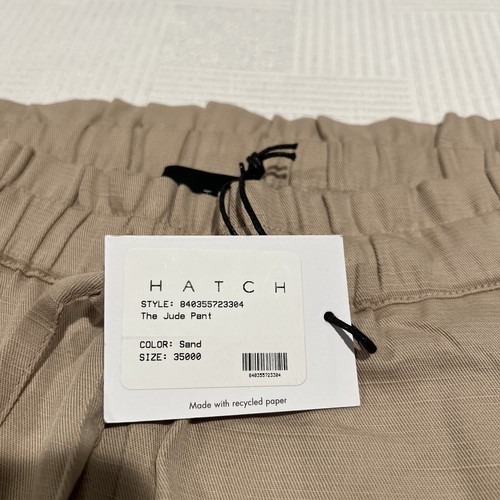 HATCH
STYLE: 840355723304
The Jude Pant
COLOR: Sand
SIZE: 35000
840355723304
Made with recycled paper